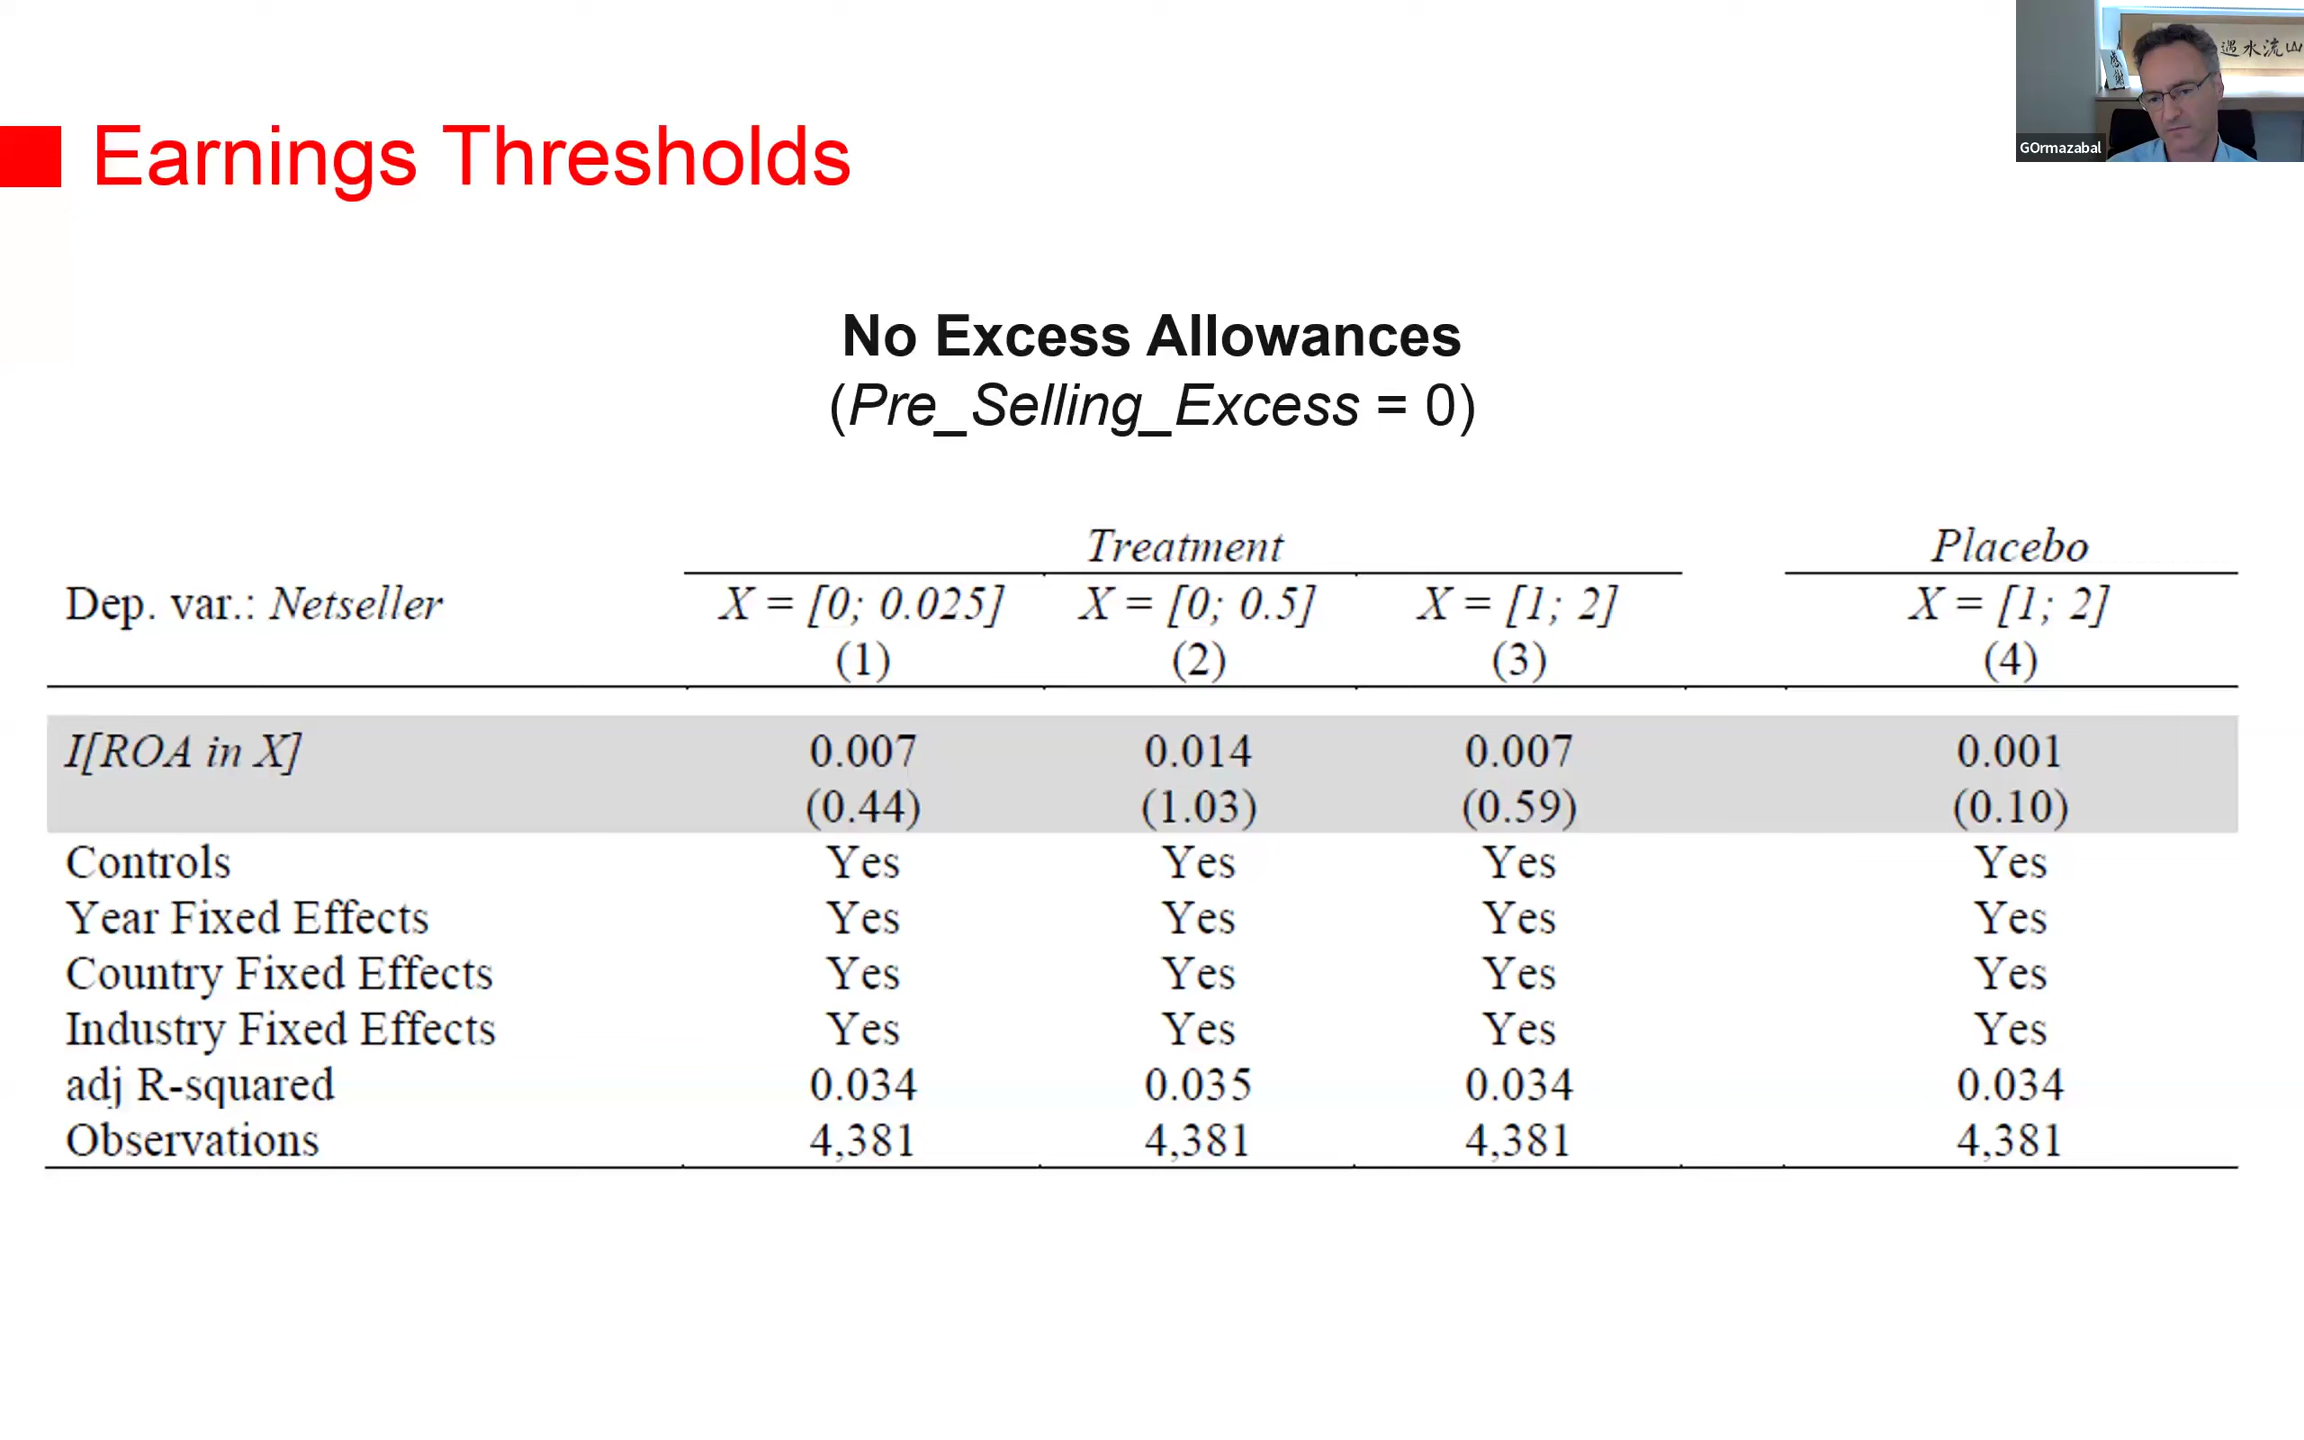 Earnings Thresholds
遇水流山
感謝
GOrmazabal
No Excess Allowances
(Pre_Selling_Excess = 0)
Treatment Placebo
Dep. var.: Netseller X = [0; 0.025] X = [0; 0.5] X = [1; 2] X = [1; 2]
(1) (2) (3) (4)
I[ROA in X] 0.007 0.014 0.007 0.001
(0.44) (1.03) (0.59) (0.10)
Controls Yes Yes Yes Yes
Year Fixed Effects Yes Yes Yes Yes
Country Fixed Effects Yes Yes Yes Yes
Industry Fixed Effects Yes Yes Yes Yes
adj R-squared 0.034 0.035 0.034 0.034
Observations 4,381 4,381 4,381 4,381